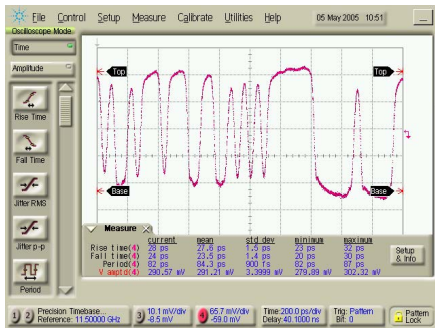 File Control Setup Measure Calibrate Utilities Help 05 May 2005 10:51
Oscilloscope Mode
Time
Amplitude
Rise Time
Fall Time
Jitter RMS
Jitter p-p
Period
Top Top
Base Base
Measure
current mean std dev minimum maximum
Rise time(4) 28 ps 27.6 ps 1.5 ps 23 ps 32 ps
Fall time(4) 24 ps 23.5 ps 1.4 ps 20 ps 30 ps
Period(4) 82 ps 84.3 ps 900 fs 82 ps 87 ps
V amptd(4) 290.57 mV 291.21 mV 3.3999 mV 279.89 mV 302.32 mV
Setup & Info
1 2 Precision Timebase... Reference: 11.50000 GHz
3 10.1 mV/div -8.5 mV
4 65.7 mV/div -59.0 mV
Time:200.0 ps/div Delay:40.1000 ns
Trig: Pattern Bit: 0
Pattern Lock